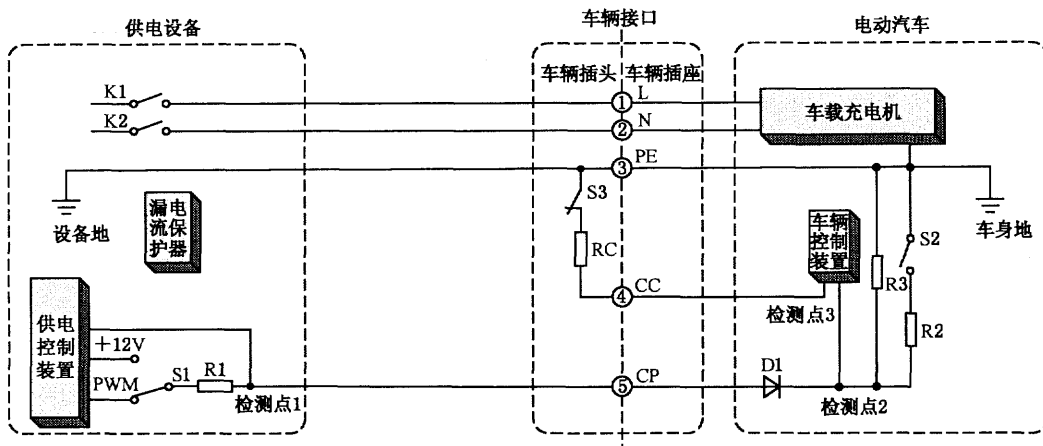 供电设备
车辆接口
电动汽车
车辆插头
车辆插座
K1
K2
① L
② N
③ PE
车载充电机
设备地
漏电流保护器
S3
RC
④ CC
车辆控制装置
检测点3
R3
S2
R2
车身地
供电控制装置
+12V
PWM
S1
R1
检测点1
⑤ CP
D1
检测点2